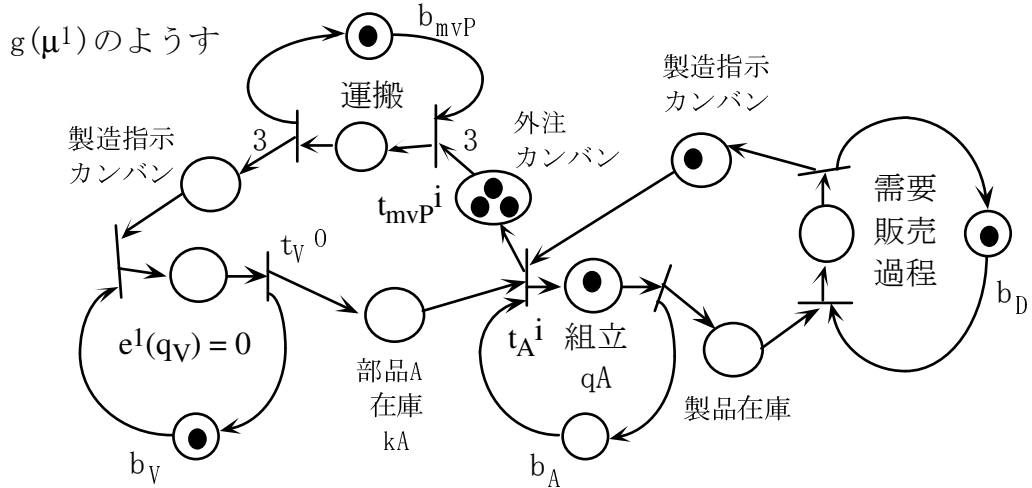 g(μ¹)のようす
b_mvP
運搬
3
3
製造指示
カンバン
外注
カンバン
t_mvP^i
製造指示
カンバン
需要
販売
過程
b_D
t_V^0
e¹(q_V) = 0
b_V
部品A
在庫
kA
t_A^i
組立
qA
b_A
製品在庫